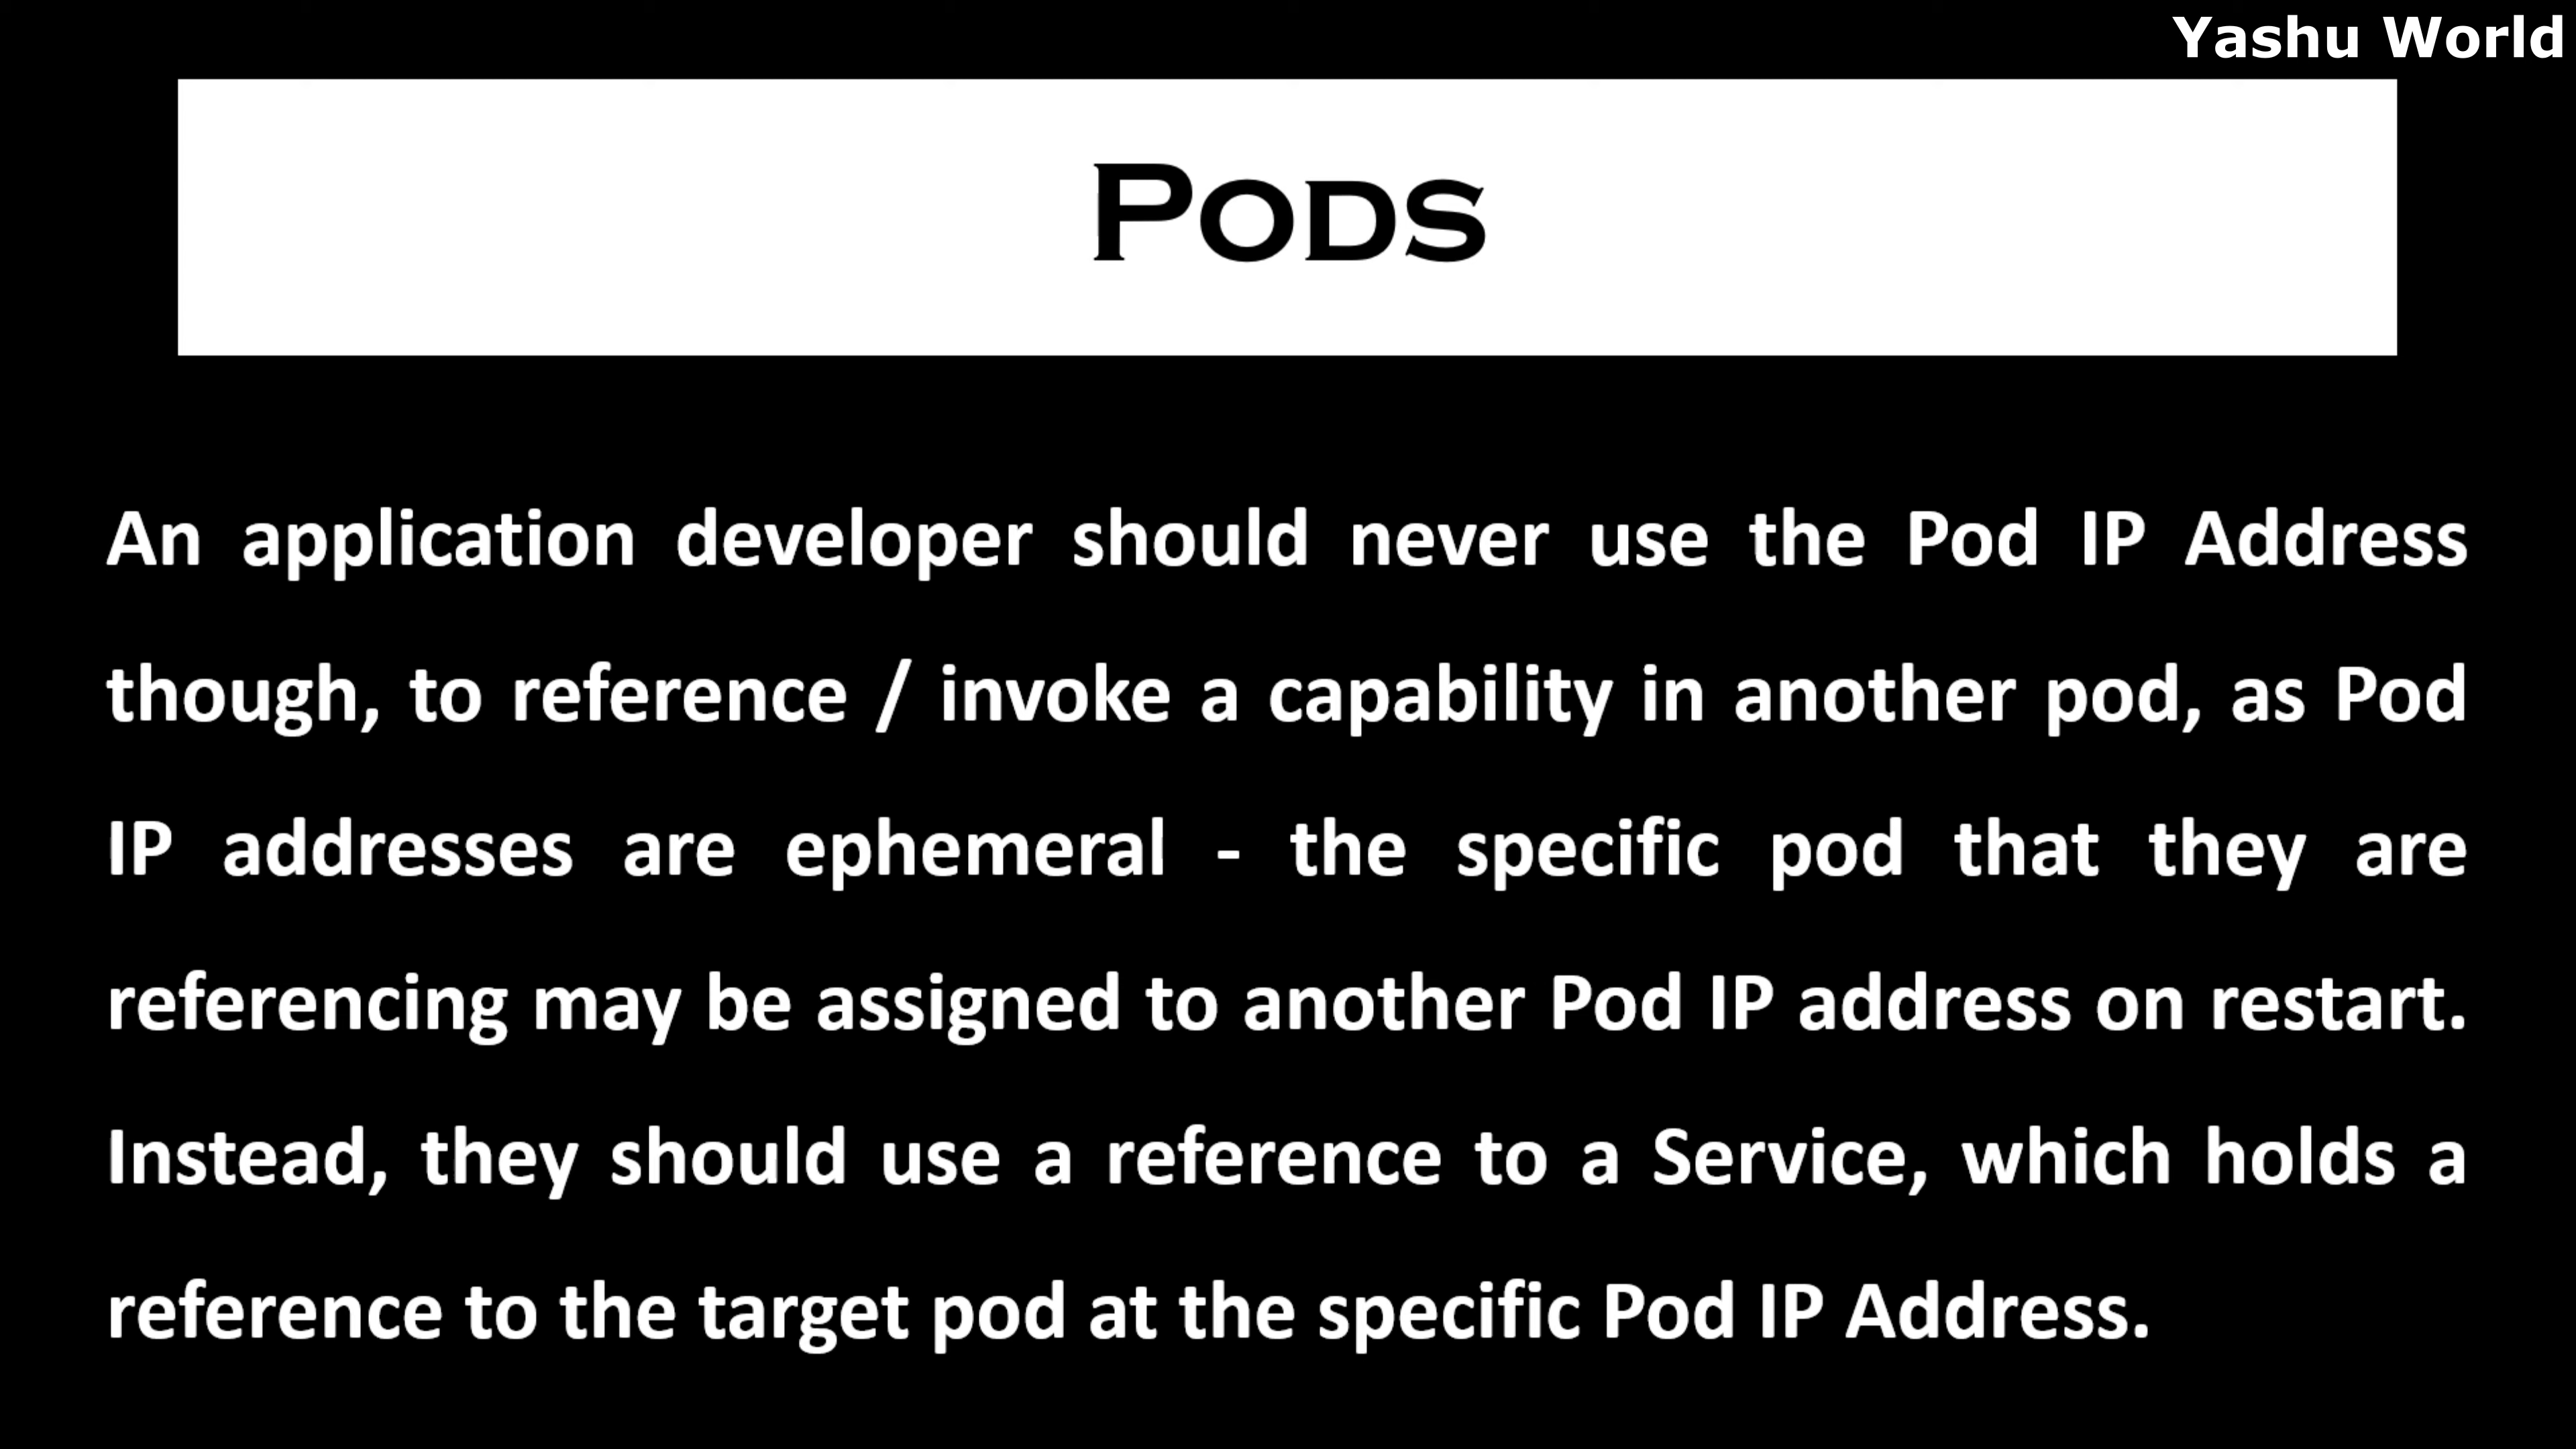 Yashu World
Pods
An application developer should never use the Pod IP Address
though, to reference / invoke a capability in another pod, as Pod
IP addresses are ephemeral - the specific pod that they are
referencing may be assigned to another Pod IP address on restart.
Instead, they should use a reference to a Service, which holds a
reference to the target pod at the specific Pod IP Address.